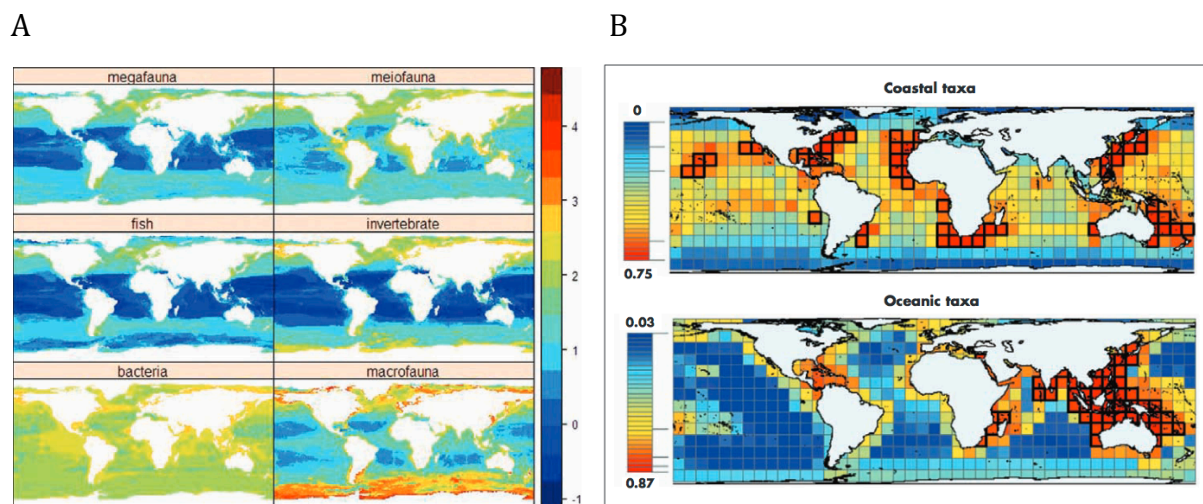 A
megafauna
meiofauna
fish
invertebrate
bacteria
macrofauna
4
3
2
1
0
-1
B
Coastal taxa
0
0.75
Oceanic taxa
0.03
0.87